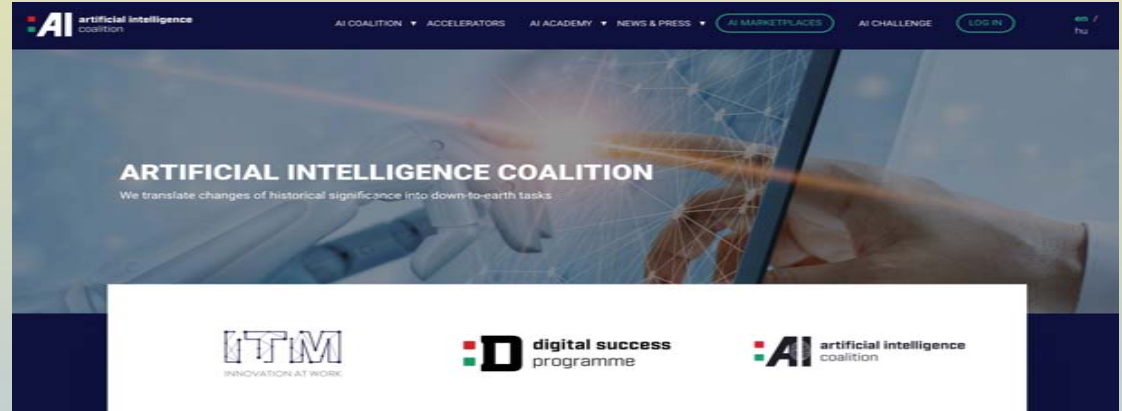 AI artificial intelligence
coalition
AI COALITION ▼ ACCELERATORS AI ACADEMY ▼ NEWS & PRESS ▼ AI MARKETPLACES AI CHALLENGE LOG IN en /
hu
ARTIFICIAL INTELLIGENCE COALITION
We translate changes of historical significance into down-to-earth tasks
ITM
INNOVATION AT WORK
:D digital success
programme
:AI artificial intelligence
coalition